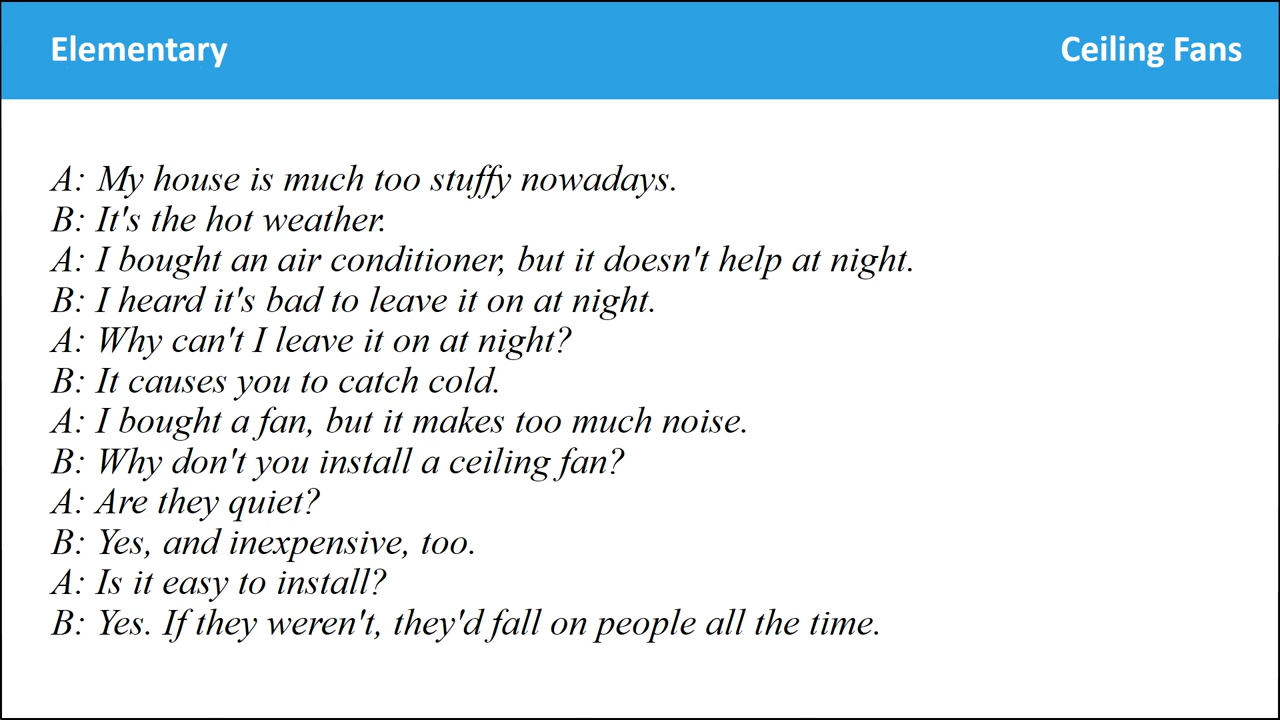 Elementary
Ceiling Fans
A: My house is much too stuffy nowadays.
B: It's the hot weather.
A: I bought an air conditioner, but it doesn't help at night.
B: I heard it's bad to leave it on at night.
A: Why can't I leave it on at night?
B: It causes you to catch cold.
A: I bought a fan, but it makes too much noise.
B: Why don't you install a ceiling fan?
A: Are they quiet?
B: Yes, and inexpensive, too.
A: Is it easy to install?
B: Yes. If they weren't, they'd fall on people all the time.